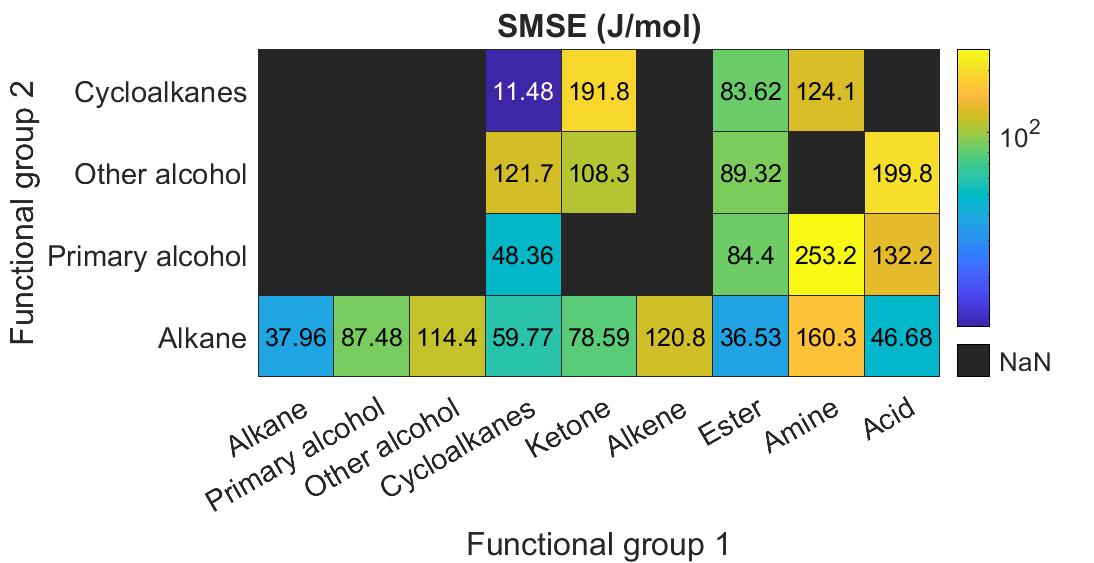 SMSE (J/mol)
Functional group 2
Cycloalkanes 11.48 191.8 83.62 124.1
Other alcohol 121.7 108.3 89.32 199.8
Primary alcohol 48.36 84.4 253.2 132.2
Alkane 37.96 87.48 114.4 59.77 78.59 120.8 36.53 160.3 46.68
10²
NaN
Alkane
Primary alcohol
Other alcohol
Cycloalkanes
Ketone
Alkene
Ester
Amine
Acid
Functional group 1